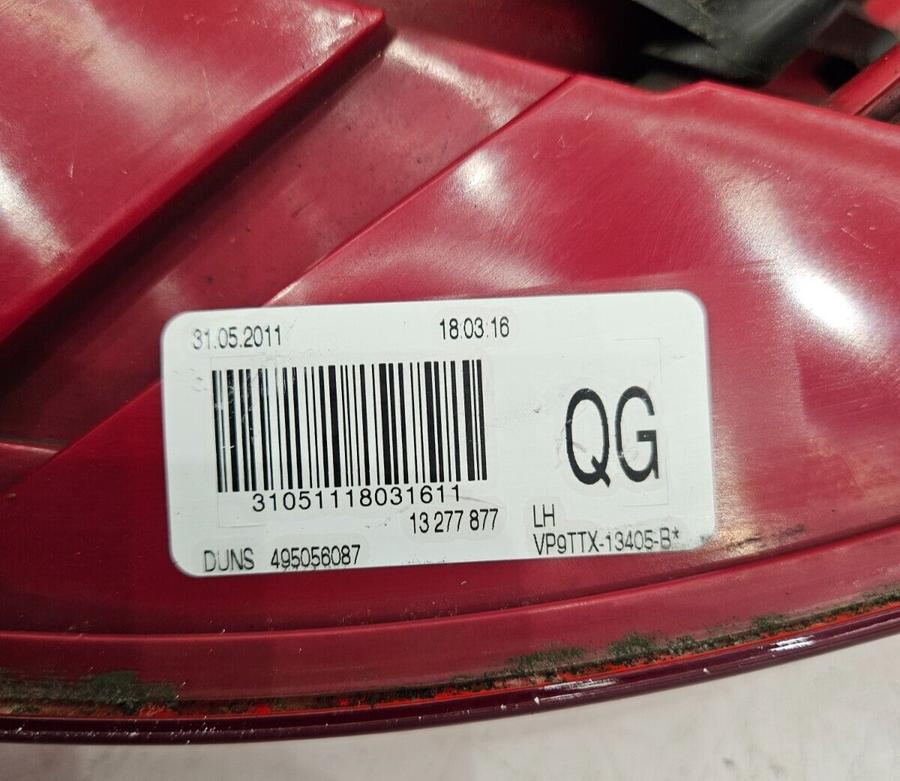 31.05.2011 18:03:16
QG
31051118031611
13 277 877
LH
DUNS 495056087
VP9TTX-13405-B*